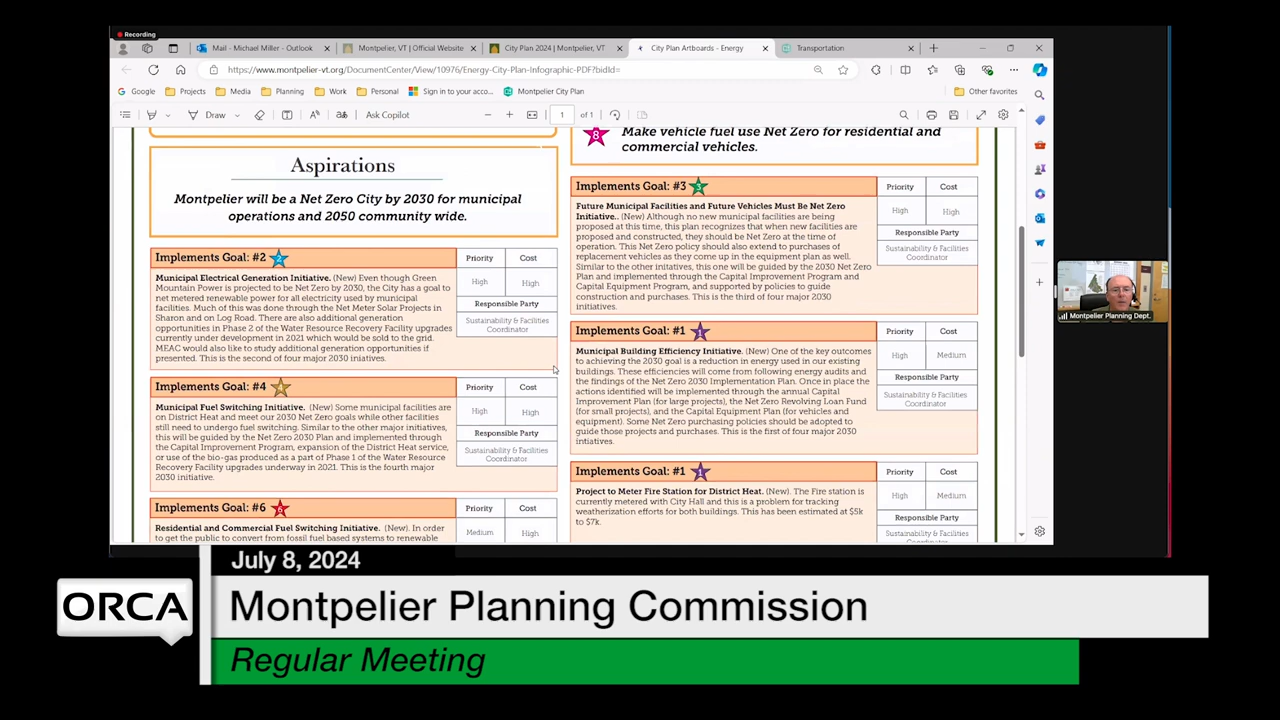 Recording
Mail - Michael Miller - Outlook
Montpelier, VT | Official Website
City Plan 2024 | Montpelier, VT
City Plan Artboards - Energy
Transportation
https://www.montpelier-vt.org/DocumentCenter/View/10976/Energy-City-Plan-Infographic-PDF?bidId=
Google
Projects
Media
Planning
Work
Personal
Sign in to your acco...
Montpelier City Plan
Other favorites
Draw
Ask Copilot
1
of 1
Aspirations
Montpelier will be a Net Zero City by 2030 for municipal
operations and 2050 community wide.
Implements Goal: #2
2
Priority
Cost
Municipal Electrical Generation Initiative. (New) Even though Green
Mountain Power is projected to be Net Zero by 2030, the City has a goal to
net metered renewable power for all electricity used by municipal
facilities. Much of this was done through the Net Meter Solar Projects in
Sharon and on Log Road. There are also additional generation
opportunities in Phase 2 of the Water Resource Recovery Facility upgrades
currently under development in 2021 which would be sold to the grid.
MEAC would also like to study additional generation opportunities if
presented. This is the second of four major 2030 iniatives.
High
High
Responsible Party
Sustainability & Facilities
Coordinator
Implements Goal: #4
4
Priority
Cost
Municipal Fuel Switching Initiative. (New) Some municipal facilities are
on District Heat and meet our 2030 Net Zero goals while other facilities
still need to undergo fuel switching. Similar to the other major initiatives,
this will be guided by the Net Zero 2030 Plan and implemented through
the Capital Improvement Program, expansion of the District Heat service,
or use of the bio-gas produced as a part of Phase 1 of the Water Resource
Recovery Facility upgrades underway in 2021. This is the fourth major
2030 initiative.
High
High
Responsible Party
Sustainability & Facilities
Coordinator
Implements Goal: #6
6
Priority
Cost
Residential and Commercial Fuel Switching Initiative. (New). In order
to get the public to convert from fossil fuel based systems to renewable
Medium
High
8
Make vehicle fuel use Net Zero for residential and
commercial vehicles.
Implements Goal: #3
3
Priority
Cost
Future Municipal Facilities and Future Vehicles Must Be Net Zero
Initiative.. (New) Although no new municipal facilities are being
proposed at this time, this plan recognizes that when new facilities are
proposed and constructed, they should be Net Zero at the time of
operation. This Net Zero policy should also extend to purchases of
replacement vehicles as they come up in the equipment plan as well.
Similar to the other initatives, this one will be guided by the 2030 Net Zero
Plan and implemented through the Capital Improvement Program and
Capital Equipment Program, and supported by policies to guide
construction and purchases. This is the third of four major 2030
initiatives.
High
High
Responsible Party
Sustainability & Facilities
Coordinator
Implements Goal: #1
1
Priority
Cost
Municipal Building Efficiency Initiative. (New) One of the key outcomes
to achieving the 2030 goal is a reduction in energy used in our existing
buildings. These efficiencies will come from following energy audits and
the findings of the Net Zero 2030 Implementation Plan. Once in place the
actions identified will be implemented through the annual Capital
Improvement Plan (for large projects), the Net Zero Revolving Loan Fund
(for small projects), and the Capital Equipment Plan (for vehicles and
equipment). Some Net Zero purchasing policies should be adopted to
guide those projects and purchases. This is the first of four major 2030
initiatives.
High
Medium
Responsible Party
Sustainability & Facilities
Coordinator
Implements Goal: #1
1
Priority
Cost
Project to Meter Fire Station for District Heat. (New). The Fire station is
currently metered with City Hall and this is a problem for tracking
weatherization efforts for both buildings. This has been estimated at $5k
to $7k.
High
Medium
Responsible Party
Sustainability & Facilities
Montpelier Planning Dept.
July 8, 2024
ORCA
Montpelier Planning Commission
Regular Meeting